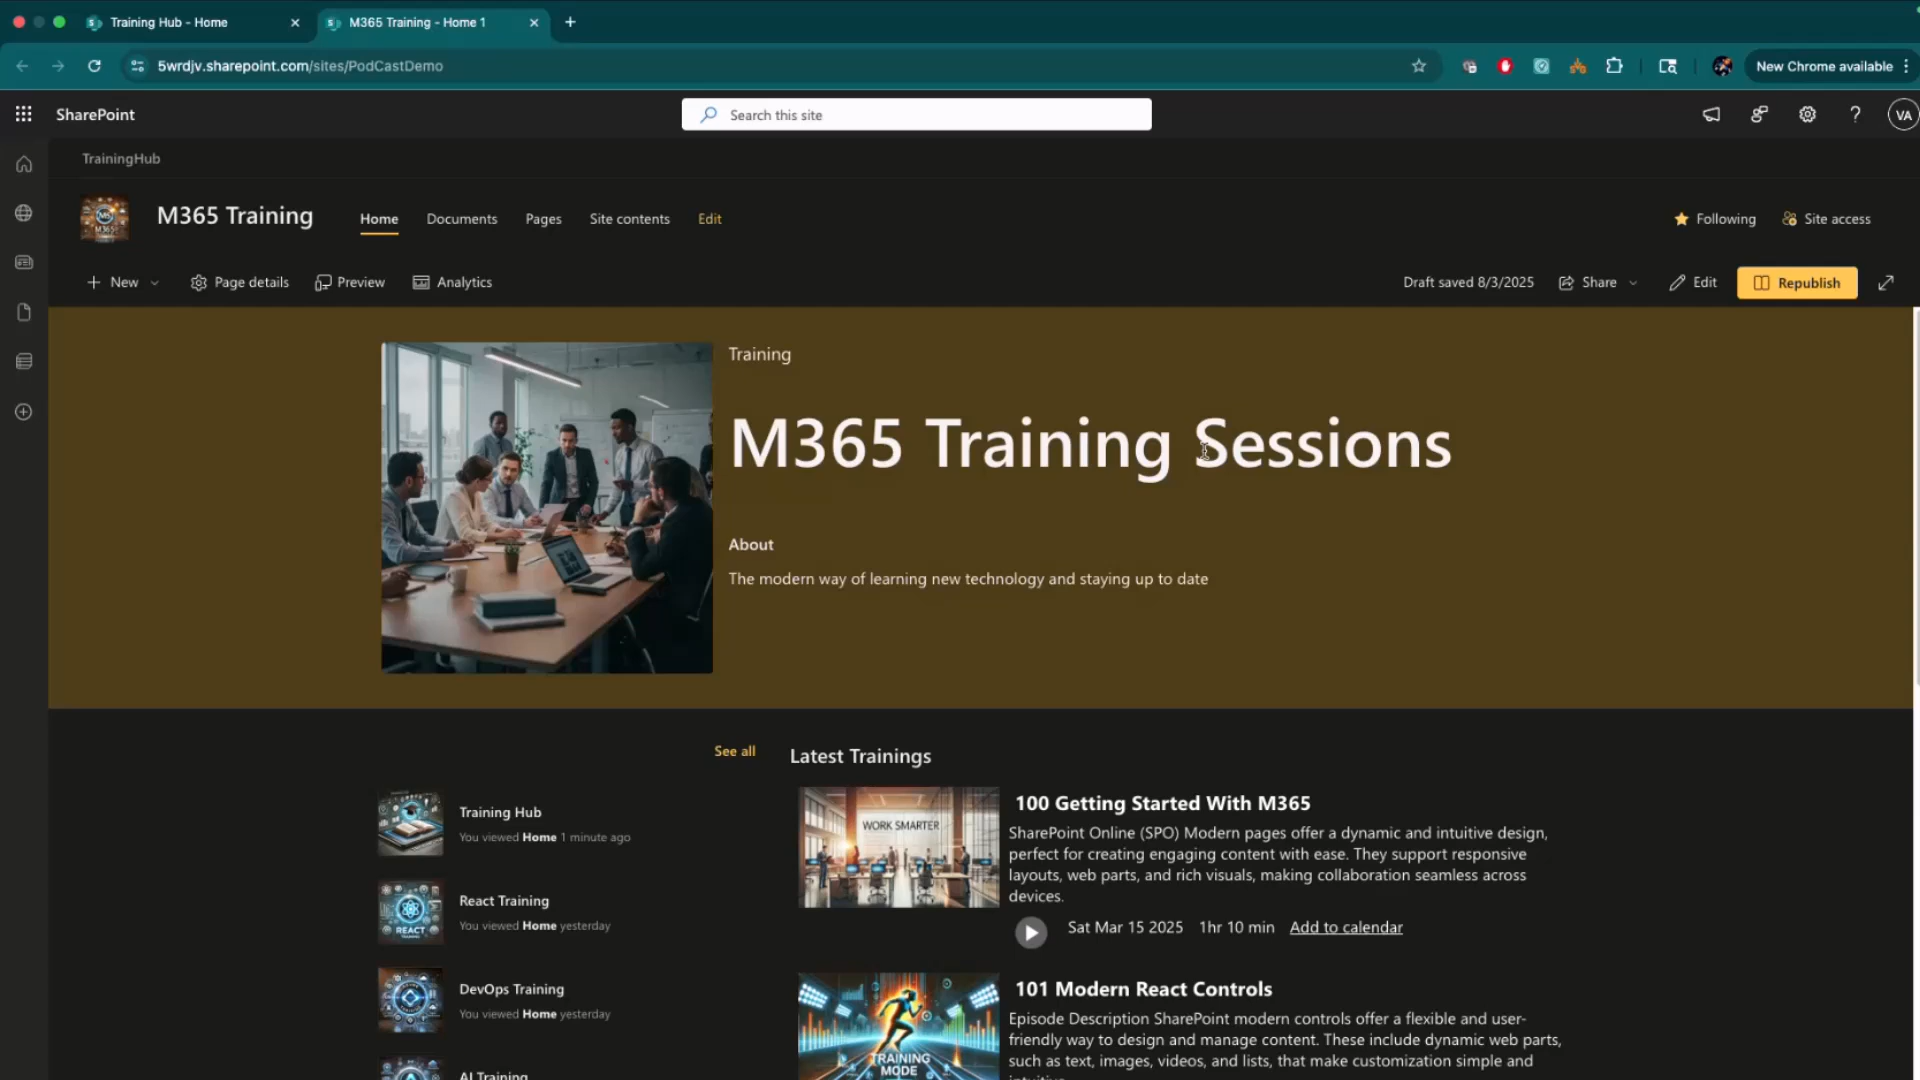 Training Hub - Home
M365 Training - Home 1
5wrdjv.sharepoint.com/sites/PodCastDemo
New Chrome available
SharePoint
Search this site
VA
TrainingHub
M365 Training
Home
Documents
Pages
Site contents
Edit
Following
Site access
New
Page details
Preview
Analytics
Draft saved 8/3/2025
Share
Edit
Republish
Training
M365 Training Sessions
About
The modern way of learning new technology and staying up to date
See all
Training Hub
You viewed Home 1 minute ago
React Training
You viewed Home yesterday
REACT
DevOps Training
You viewed Home yesterday
AI Training
Latest Trainings
WORK SMARTER
100 Getting Started With M365
SharePoint Online (SPO) Modern pages offer a dynamic and intuitive design,
perfect for creating engaging content with ease. They support responsive
layouts, web parts, and rich visuals, making collaboration seamless across
devices.
Sat Mar 15 2025 1hr 10 min Add to calendar
TRAINING
MODE
101 Modern React Controls
Episode Description SharePoint modern controls offer a flexible and user-
friendly way to design and manage content. These include dynamic web parts,
such as text, images, videos, and lists, that make customization simple and